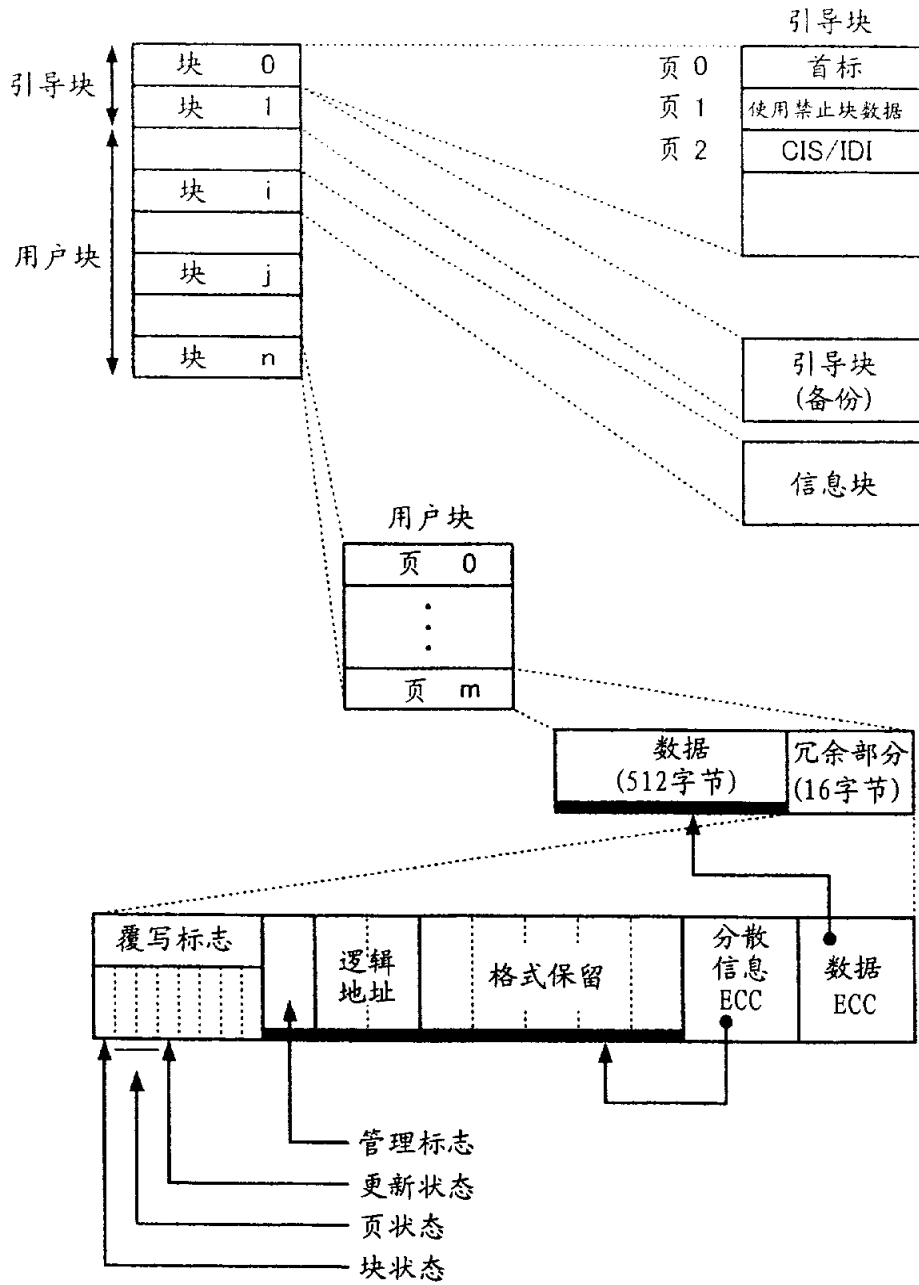 引导块
块 0
块 1
用户块
块 i
块 j
块 n
引导块
页 0 首标
页 1 使用禁止块数据
页 2 CIS/IDI
引导块
(备份)
信息块
用户块
页 0
页 m
数据
(512字节)
冗余部分
(16字节)
覆写标志
逻辑
地址
格式保留
分散
信息
ECC
数据
ECC
管理标志
更新状态
页状态
块状态